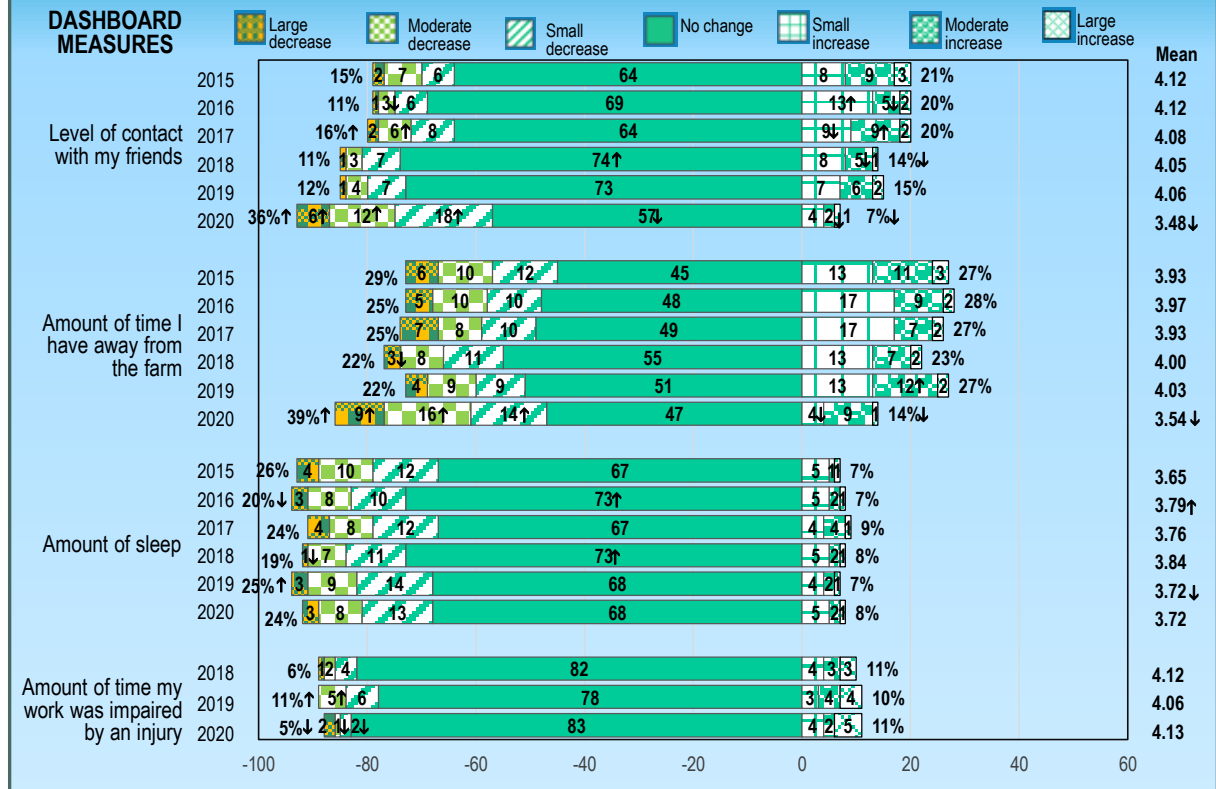 DASHBOARD
MEASURES
Large
decrease
Moderate
decrease
Small
decrease
No change
Small
increase
Moderate
increase
Large
increase
Mean
Level of contact
with my friends
2015 15% 2 7 6 64 8 9 3 21% 4.12
2016 11% 1 3↓ 6 69 13↑ 5↓ 2 20% 4.12
2017 16%↑ 2 6↑ 8 64 9↓ 9↑ 2 20% 4.08
2018 11% 1 3 7 74↑ 8 5↓ 1 14%↓ 4.05
2019 12% 1 4 7 73 7 6 2 15% 4.06
2020 36%↑ 6↑ 12↑ 18↑ 57↓ 4 2↓ 1 7%↓ 3.48↓
Amount of time I
have away from
the farm
2015 29% 6 10 12 45 13 11 3 27% 3.93
2016 25% 5 10 10 48 17 9 2 28% 3.97
2017 25% 7 8 10 49 17 7 2 27% 3.93
2018 22% 3↓ 8 11 55 13 7 2 23% 4.00
2019 22% 4 9 9 51 13 12↑ 2 27% 4.03
2020 39%↑ 9↑ 16↑ 14↑ 47 4↓ 9 1 14%↓ 3.54↓
Amount of sleep
2015 26% 4 10 12 67 5 1 1 7% 3.65
2016 20%↓ 3 8 10 73↑ 5 2 1 7% 3.79↑
2017 24% 4 8 12 67 4 4 1 9% 3.76
2018 19% 1↓ 7 11 73↑ 5 2 1 8% 3.84
2019 25%↑ 3 9 14 68 4 2 1 7% 3.72↓
2020 24% 3 8 13 68 5 2 1 8% 3.72
Amount of time my
work was impaired
by an injury
2018 6% 1 2 4 82 4 3 3 11% 4.12
2019 11%↑ 5↑ 6 78 3 4 4 10% 4.06
2020 5%↓ 2 1↓ 2↓ 83 4 2 5 11% 4.13
-100 -80 -60 -40 -20 0 20 40 60